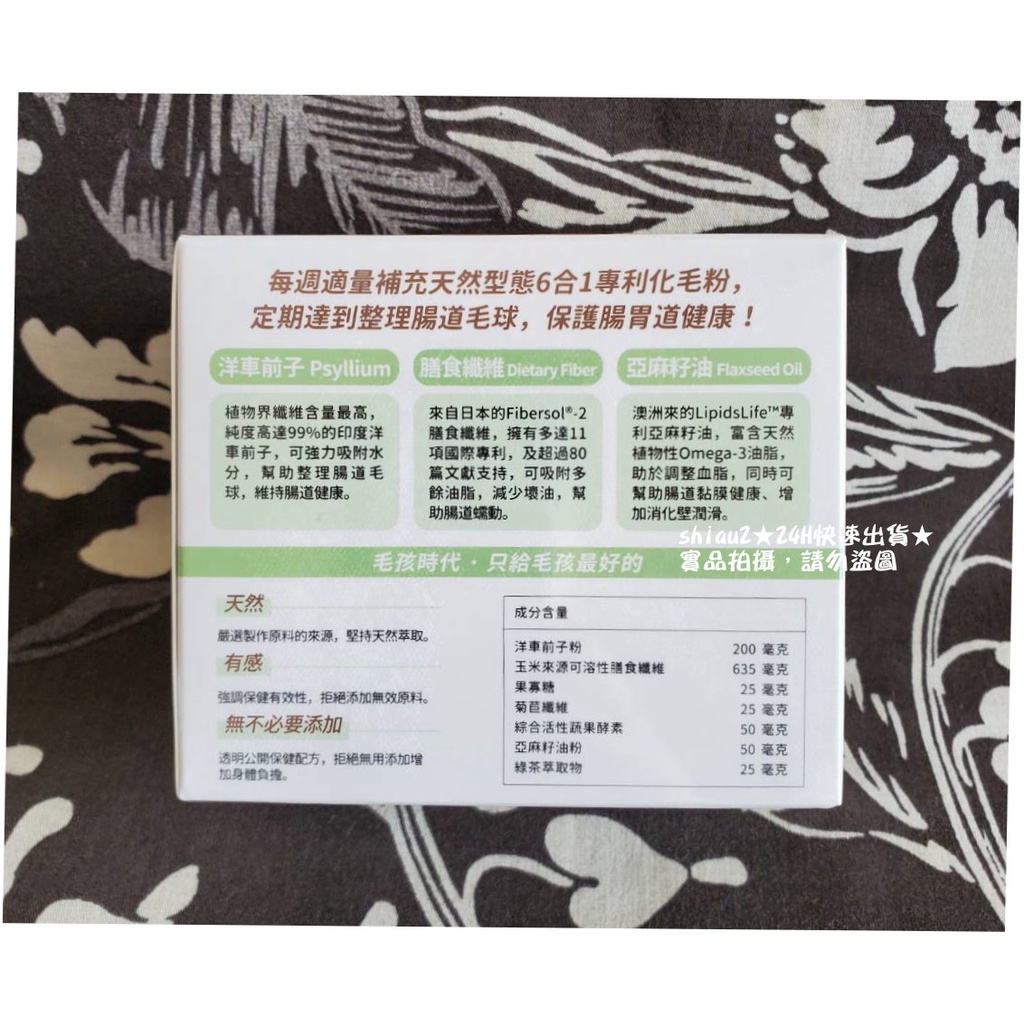 每週適量補充天然型態6合1專利化毛粉，
定期達到整理腸道毛球，保護腸胃道健康！
洋車前子 Psyllium
植物界纖維含量最高，
純度高達99%的印度洋
車前子，可強力吸附水
分，幫助整理腸道毛
球，維持腸道健康。
膳食纖維 Dietary Fiber
來自日本的Fibersol®-2
膳食纖維，擁有多達11
項國際專利，及超過80
篇文獻支持，可吸附多
餘油脂，減少壞油，幫
助腸道蠕動。
亞麻籽油 Flaxseed Oil
澳洲來的LipidsLife™專
利亞麻籽油，富含天然
植物性Omega-3油脂，
助於調整血脂，同時可
幫助腸道黏膜健康、增
加消化壁潤滑。
shiau2★24H快速出貨★
實品拍攝，請勿盜圖
毛孩時代．只給毛孩最好的
天然
嚴選製作原料的來源，堅持天然萃取。
有感
強調保健有效性，拒絕添加無效原料。
無不必要添加
透明公開保健配方，拒絕無用添加增
加身體負擔。
成分含量
洋車前子粉 200 毫克
玉米來源可溶性膳食纖維 635 毫克
果寡糖 25 毫克
菊苣纖維 25 毫克
綜合活性蔬果酵素 50 毫克
亞麻籽油粉 50 毫克
綠茶萃取物 25 毫克